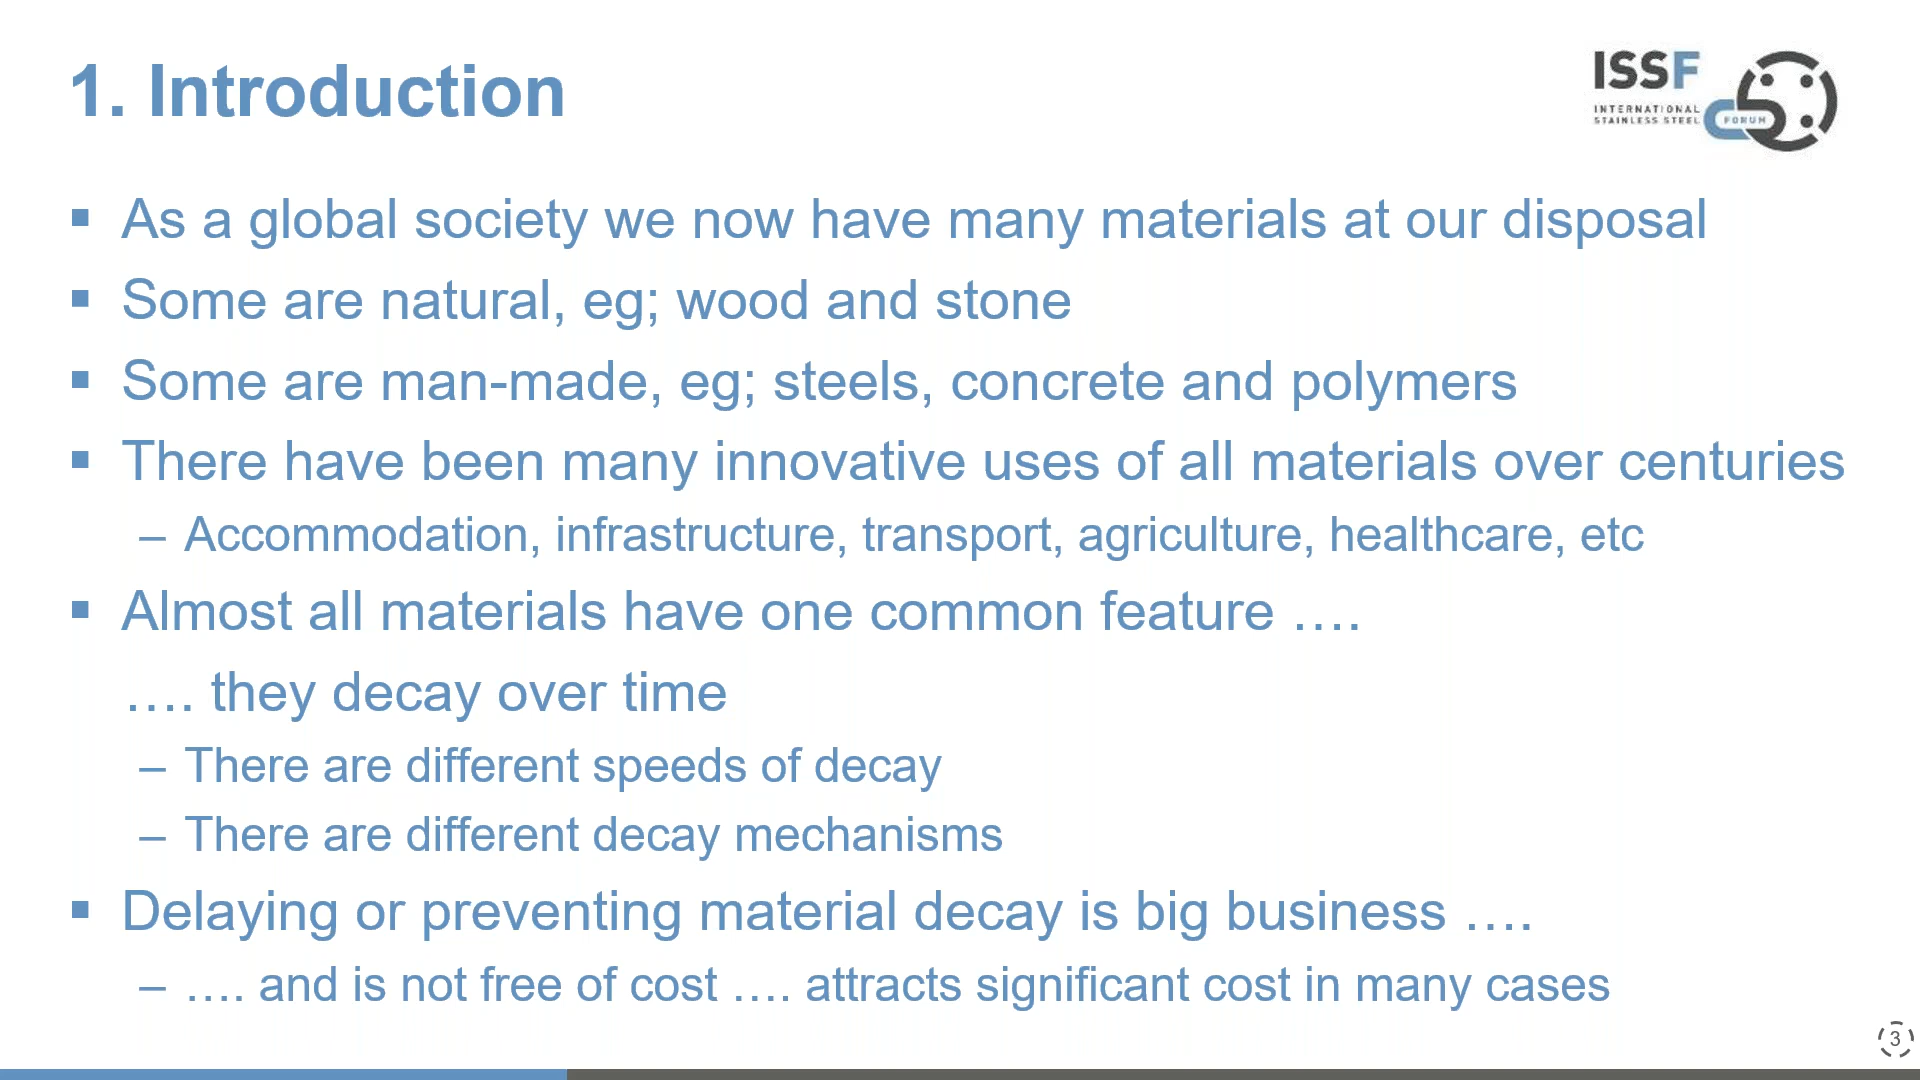 1. Introduction
ISSF
INTERNATIONAL
STAINLESS STEEL
FORUM
▪ As a global society we now have many materials at our disposal
▪ Some are natural, eg; wood and stone
▪ Some are man-made, eg; steels, concrete and polymers
▪ There have been many innovative uses of all materials over centuries
– Accommodation, infrastructure, transport, agriculture, healthcare, etc
▪ Almost all materials have one common feature ….
…. they decay over time
– There are different speeds of decay
– There are different decay mechanisms
▪ Delaying or preventing material decay is big business ….
– …. and is not free of cost …. attracts significant cost in many cases
3